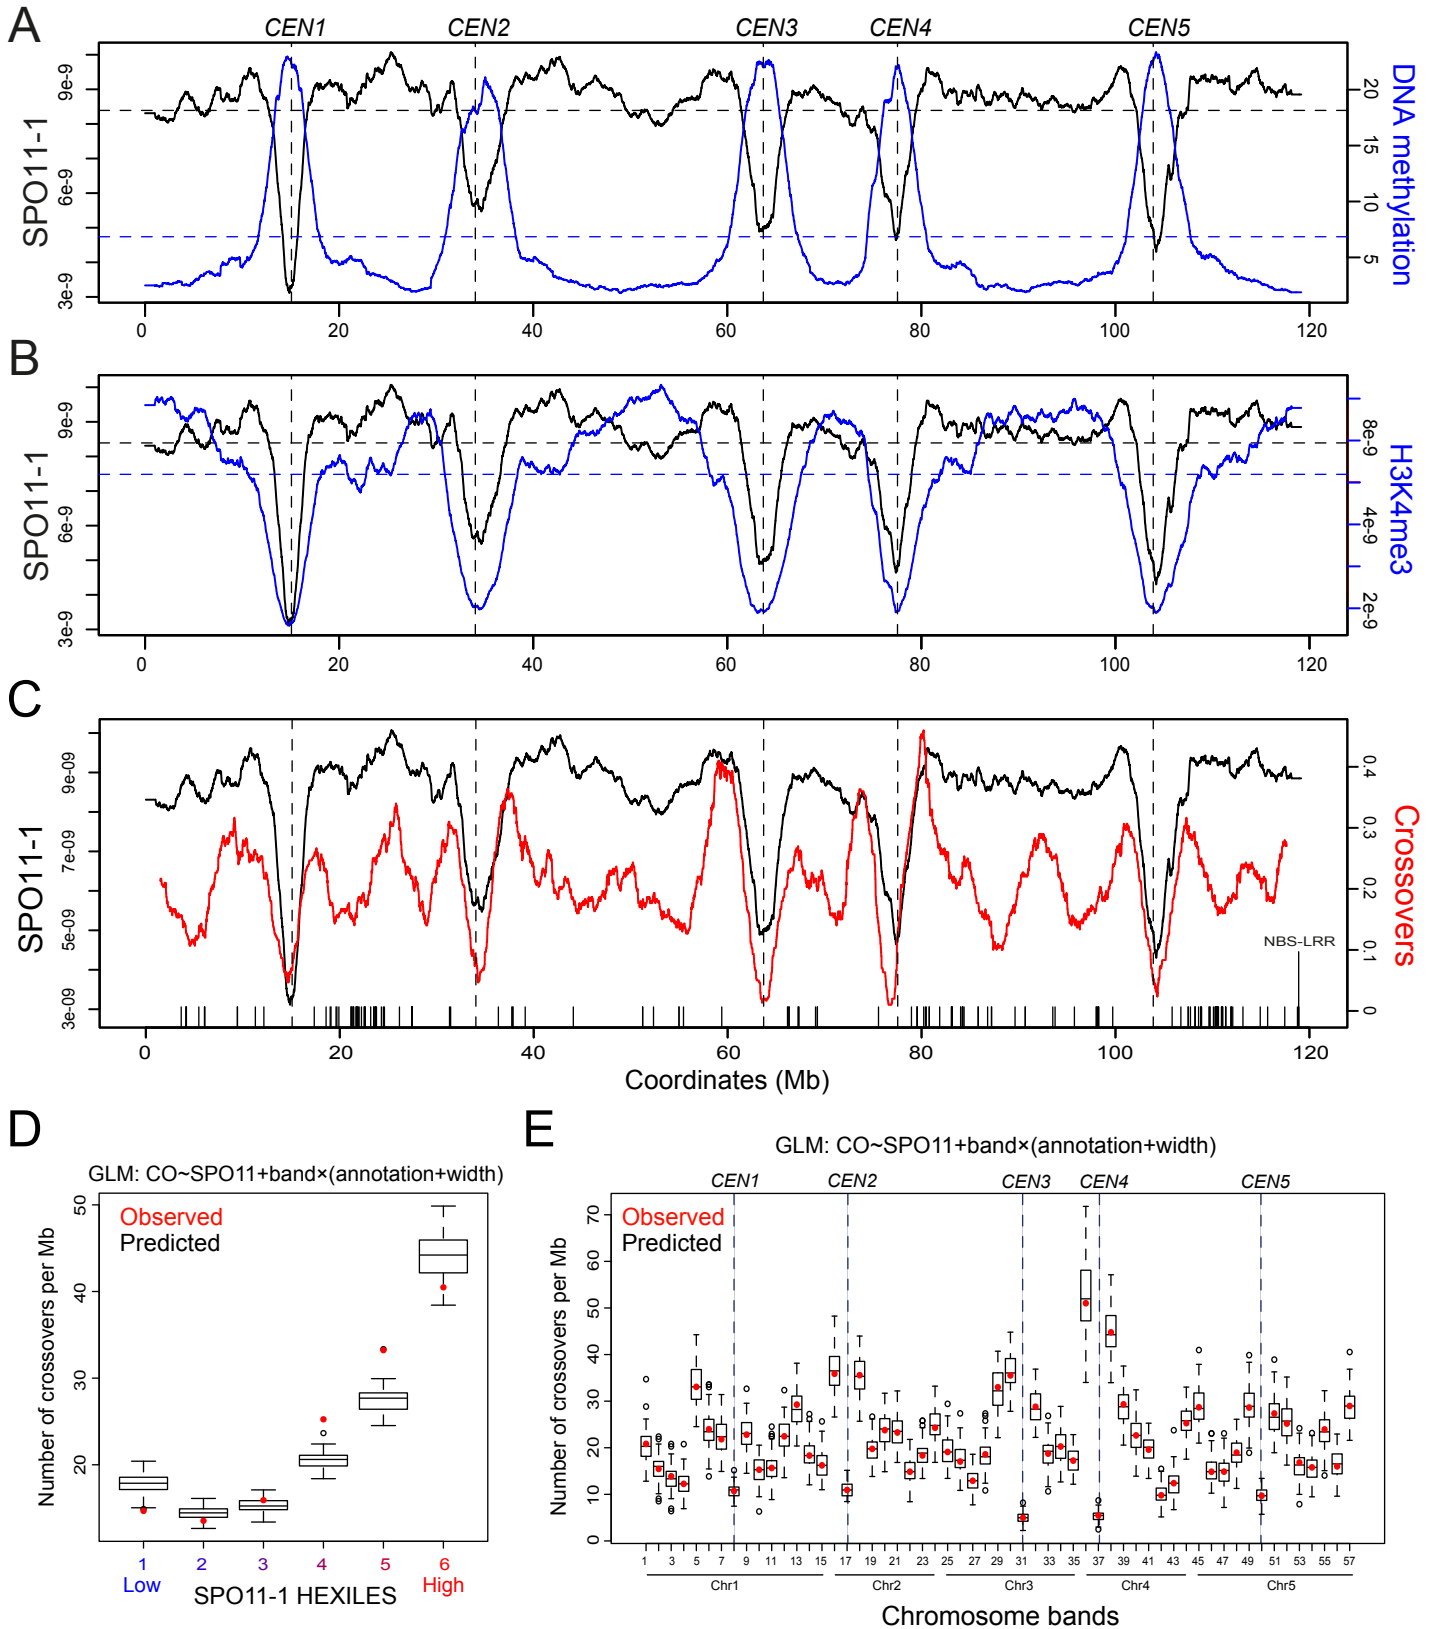 A
CEN1 CEN2 CEN3 CEN4 CEN5
SPO11-1
3e-9 6e-9 9e-9
DNA methylation
5 10 15 20
0 20 40 60 80 100 120
B
SPO11-1
3e-9 6e-9 9e-9
H3K4me3
2e-9 4e-9 8e-9
0 20 40 60 80 100 120
C
SPO11-1
3e-09 5e-09 7e-09 9e-09
Crossovers
0 0.1 0.2 0.3 0.4
NBS-LRR
0 20 40 60 80 100 120
Coordinates (Mb)
D
GLM: CO~SPO11+band×(annotation+width)
Observed
Predicted
Number of crossovers per Mb
20 30 40 50
1 2 3 4 5 6
Low High
SPO11-1 HEXILES
E
GLM: CO~SPO11+band×(annotation+width)
CEN1 CEN2 CEN3 CEN4 CEN5
Observed
Predicted
Number of crossovers per Mb
0 10 20 30 40 50 60 70
1 3 5 7 9 11 13 15 17 19 21 23 25 27 29 31 33 35 37 39 41 43 45 47 49 51 53 55 57
Chr1 Chr2 Chr3 Chr4 Chr5
Chromosome bands